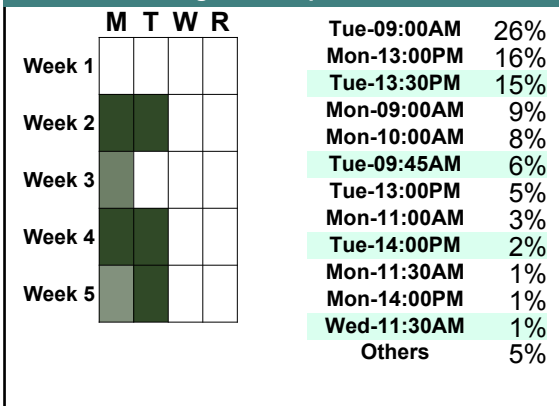 M T W R
Week 1
Week 2
Week 3
Week 4
Week 5
Tue-09:00AM 26%
Mon-13:00PM 16%
Tue-13:30PM 15%
Mon-09:00AM 9%
Mon-10:00AM 8%
Tue-09:45AM 6%
Tue-13:00PM 5%
Mon-11:00AM 3%
Tue-14:00PM 2%
Mon-11:30AM 1%
Mon-14:00PM 1%
Wed-11:30AM 1%
Others 5%